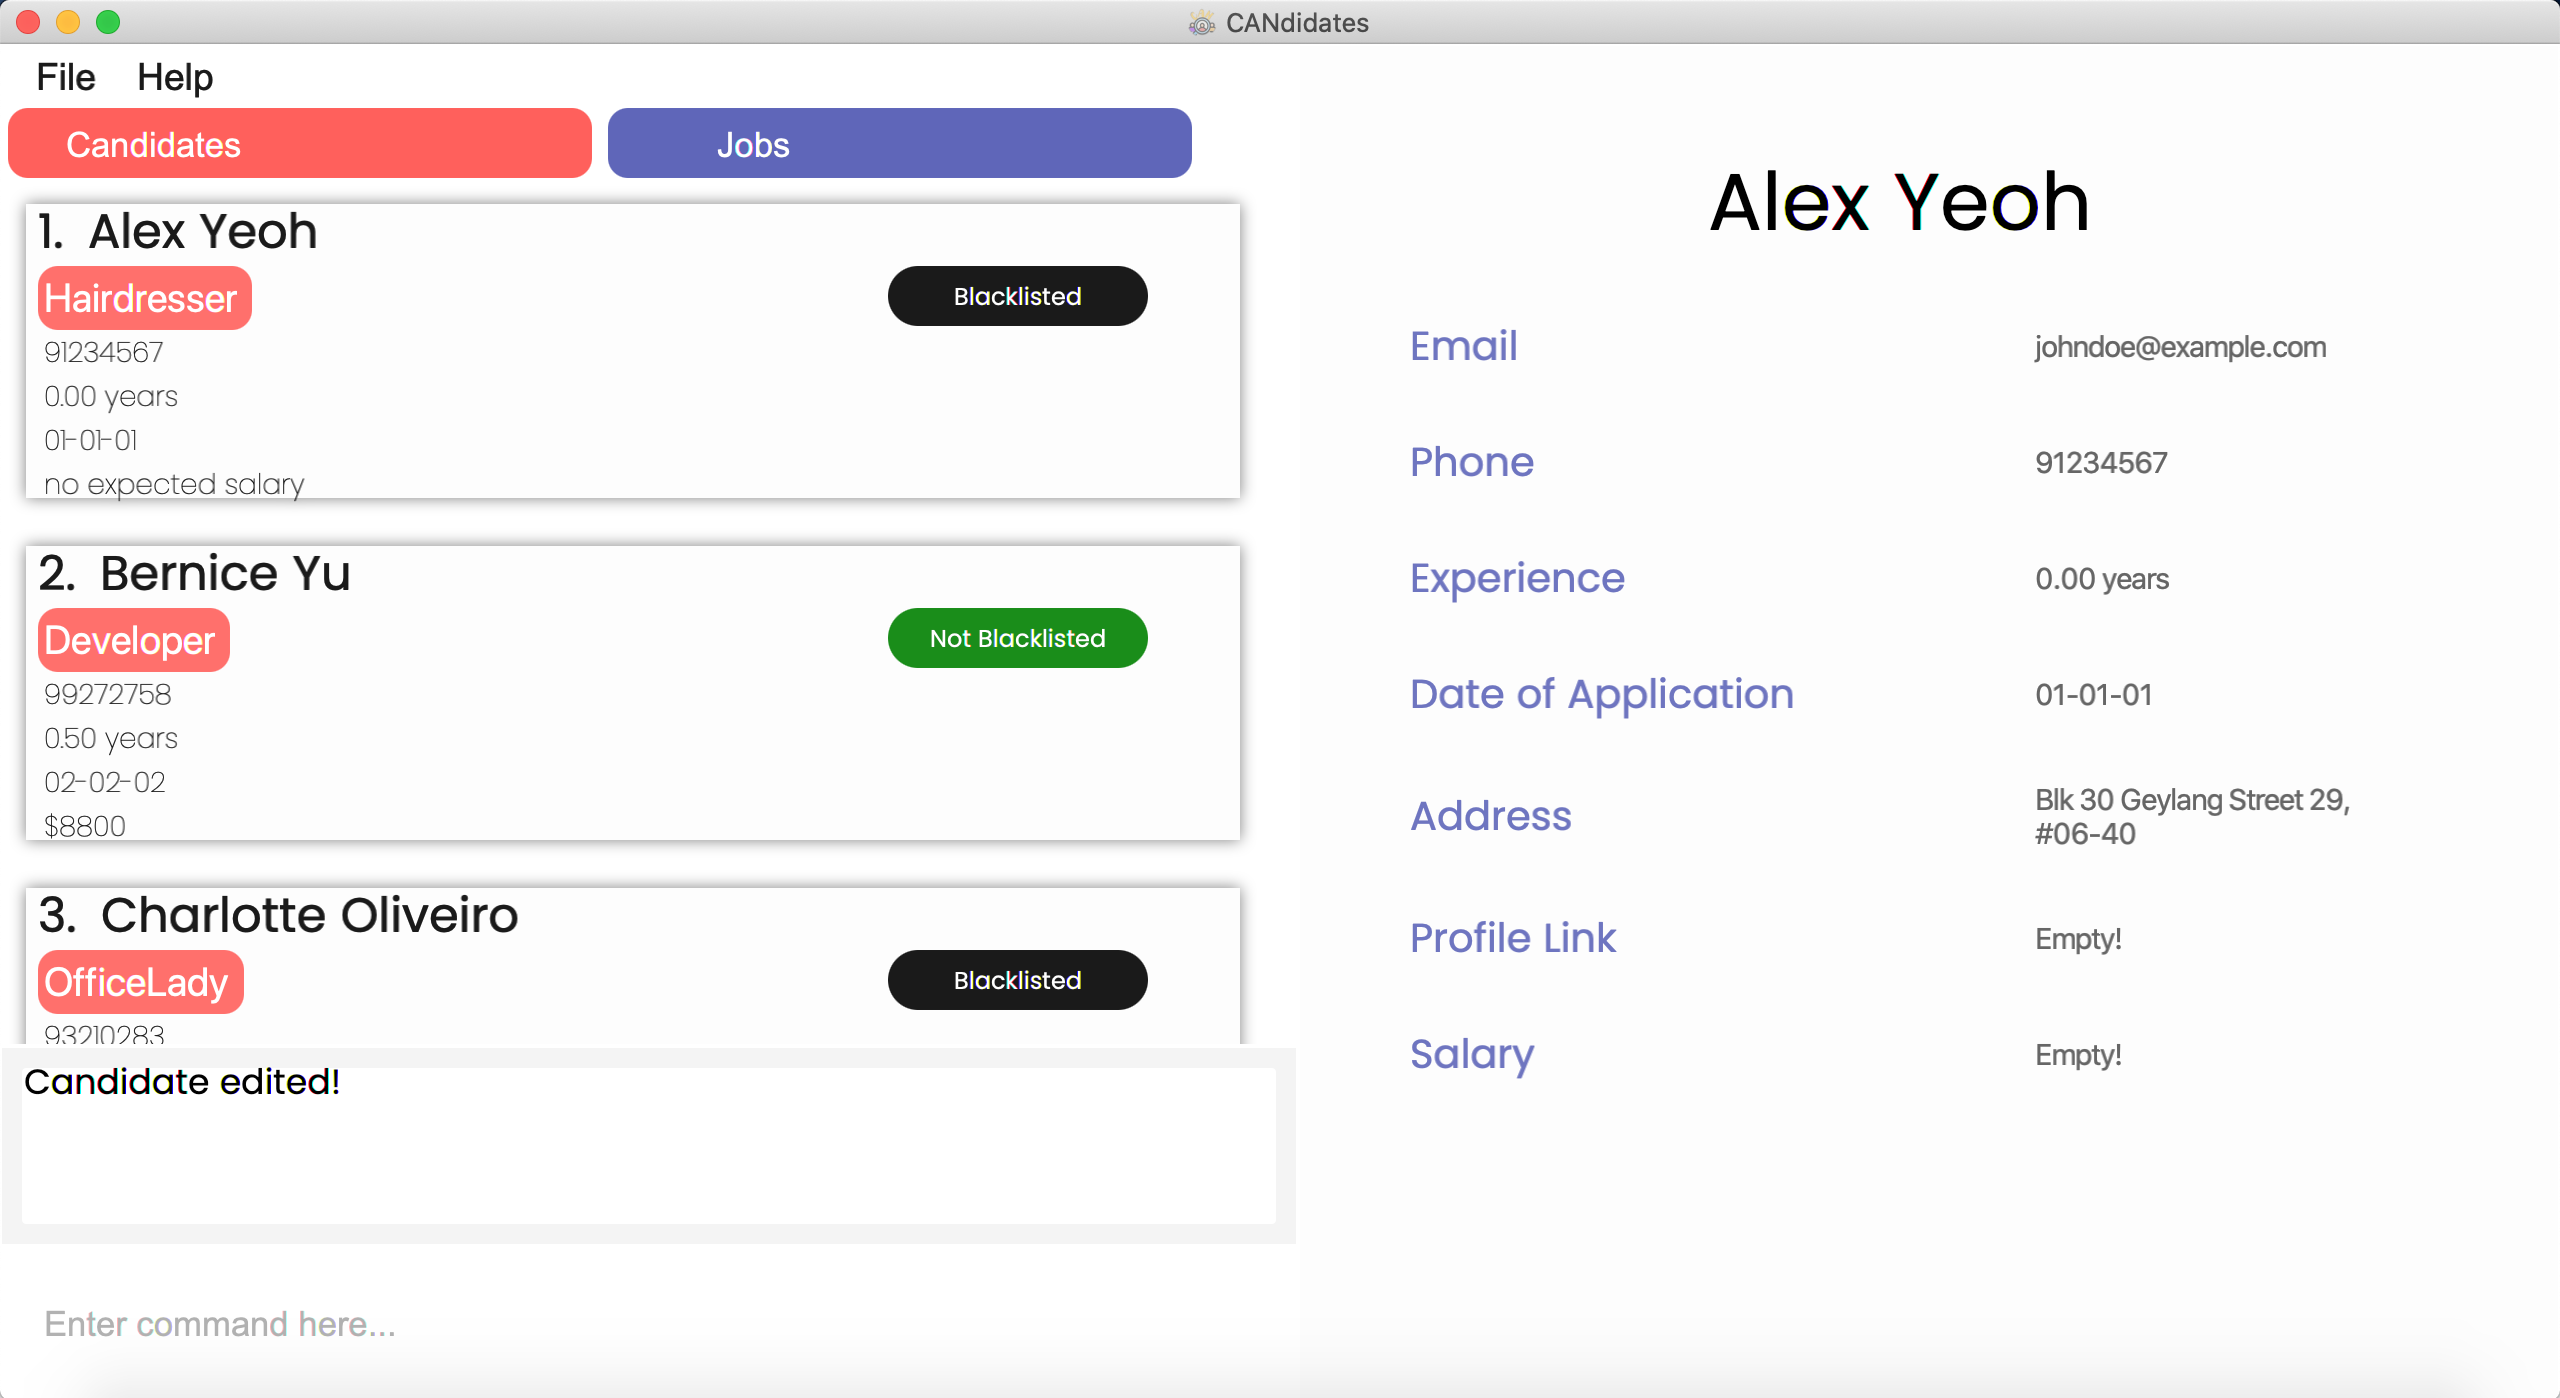 CANdidates
File Help
Candidates Jobs
1. Alex Yeoh
Hairdresser
Blacklisted
91234567
0.00 years
01-01-01
no expected salary
2. Bernice Yu
Developer
Not Blacklisted
99272758
0.50 years
02-02-02
$8800
3. Charlotte Oliveiro
OfficeLady
Blacklisted
93210283
Candidate edited!
Enter command here...
Alex Yeoh
Email johndoe@example.com
Phone 91234567
Experience 0.00 years
Date of Application 01-01-01
Address Blk 30 Geylang Street 29,
#06-40
Profile Link Empty!
Salary Empty!